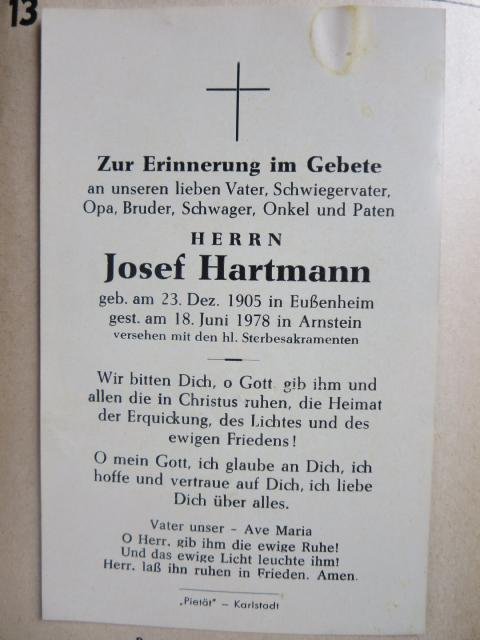 13
Zur Erinnerung im Gebete
an unseren lieben Vater, Schwiegervater,
Opa, Bruder, Schwager, Onkel und Paten
HERRN
Josef Hartmann
geb. am 23. Dez. 1905 in Eußenheim
gest. am 18. Juni 1978 in Arnstein
versehen mit den hl. Sterbesakramenten
Wir bitten Dich, o Gott gib ihm und
allen die in Christus ruhen, die Heimat
der Erquickung, des Lichtes und des
ewigen Friedens!
O mein Gott, ich glaube an Dich, ich
hoffe und vertraue auf Dich, ich liebe
Dich über alles.
Vater unser - Ave Maria
O Herr, gib ihm die ewige Ruhe!
Und das ewige Licht leuchte ihm!
Herr, laß ihn ruhen in Frieden. Amen.
„Pietät" – Karlstadt